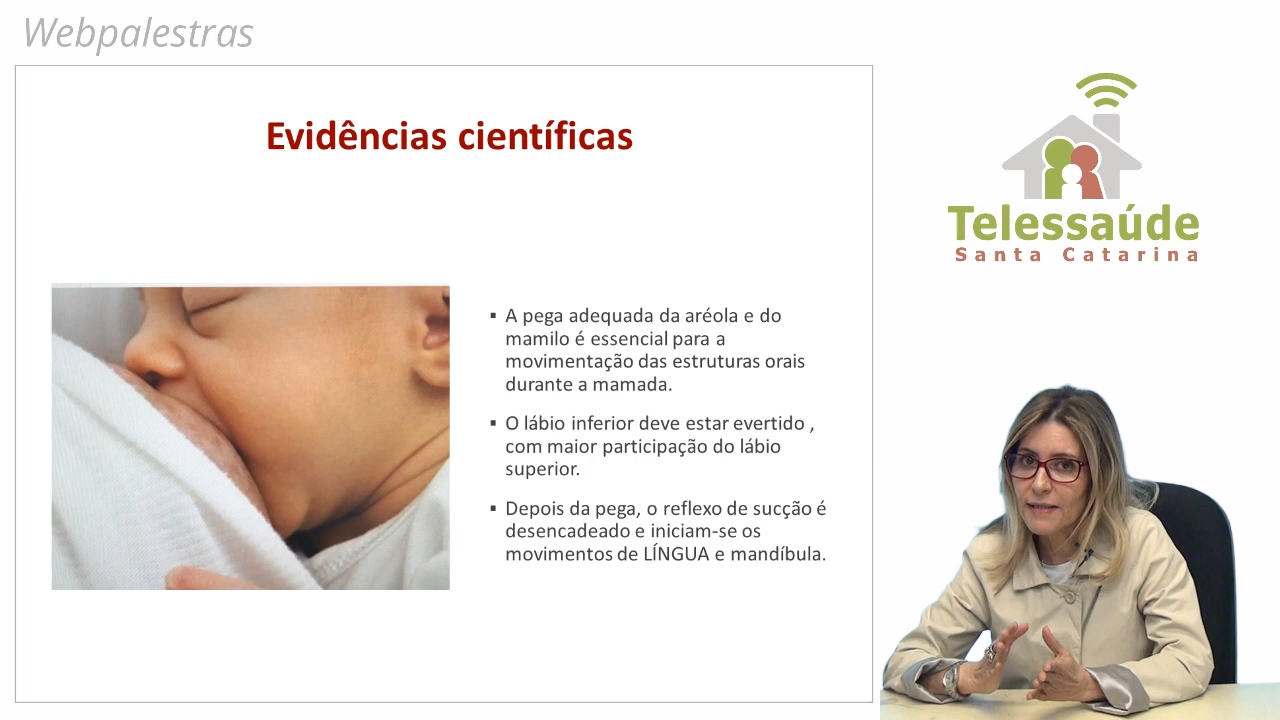 Webpalestras
Evidências científicas
▪ A pega adequada da aréola e do
mamilo é essencial para a
movimentação das estruturas orais
durante a mamada.
▪ O lábio inferior deve estar evertido ,
com maior participação do lábio
superior.
▪ Depois da pega, o reflexo de sucção é
desencadeado e iniciam-se os
movimentos de LÍNGUA e mandíbula.
Telessaúde
Santa Catarina